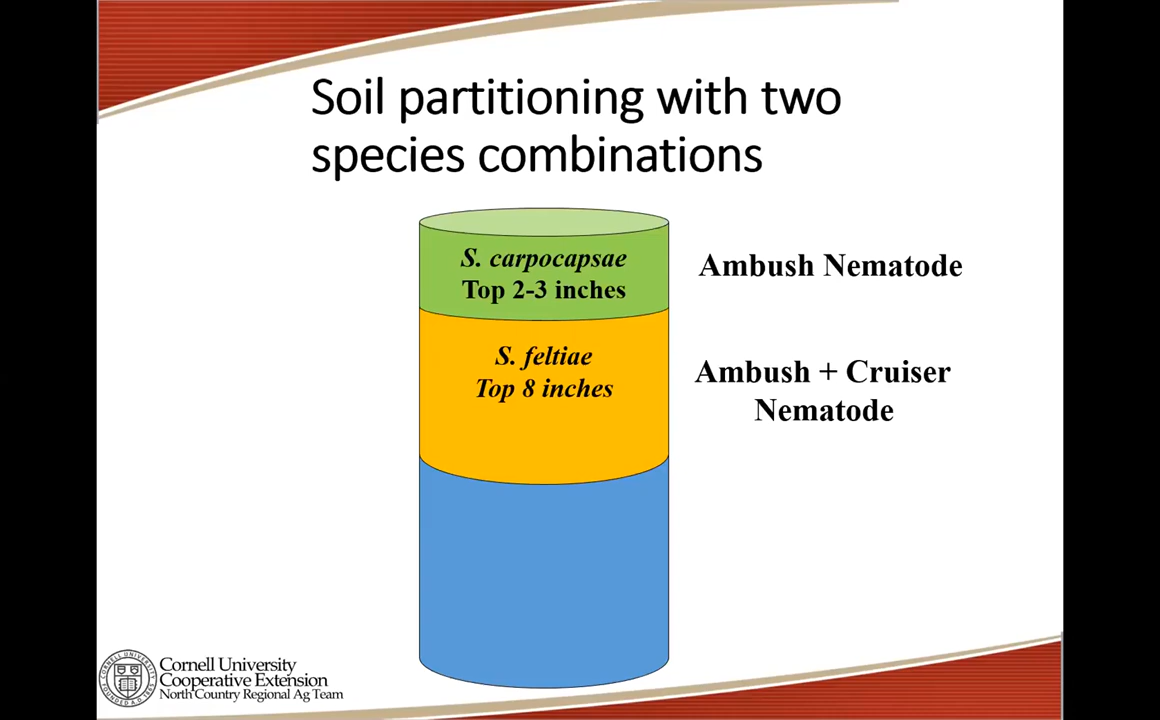 Soil partitioning with two
species combinations
S. carpocapsae
Top 2-3 inches
Ambush Nematode
S. feltiae
Top 8 inches
Ambush + Cruiser
Nematode
Cornell University
Cooperative Extension
North Country Regional Ag Team